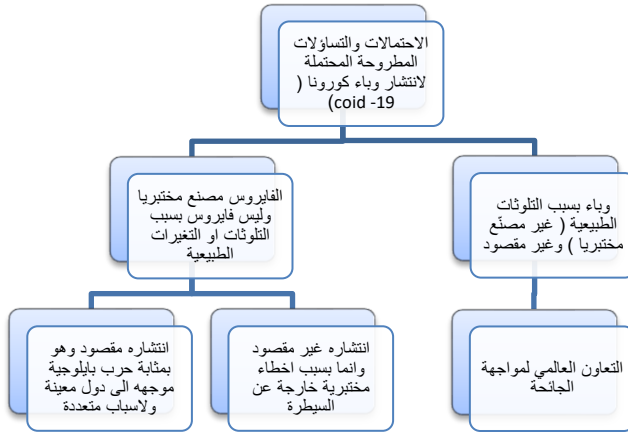 الاحتمالات والتساؤلات
المطروحة المحتملة
لانتشار وباء كورونا (
coid -19)
وباء بسبب التلوثات
الطبيعية ( غير مصنّع
مختبريا ) وغير مقصود
الفايروس مصنع مختبريا
وليس فايروس بسبب
التلوثات او التغيرات
الطبيعية
التعاون العالمي لمواجهة
الجائحة
انتشاره غير مقصود
وانما بسبب اخطاء
مختبرية خارجة عن
السيطرة
انتشاره مقصود وهو
بمثابة حرب بايلوجية
موجهه الى دول معينة
ولاسباب متعددة